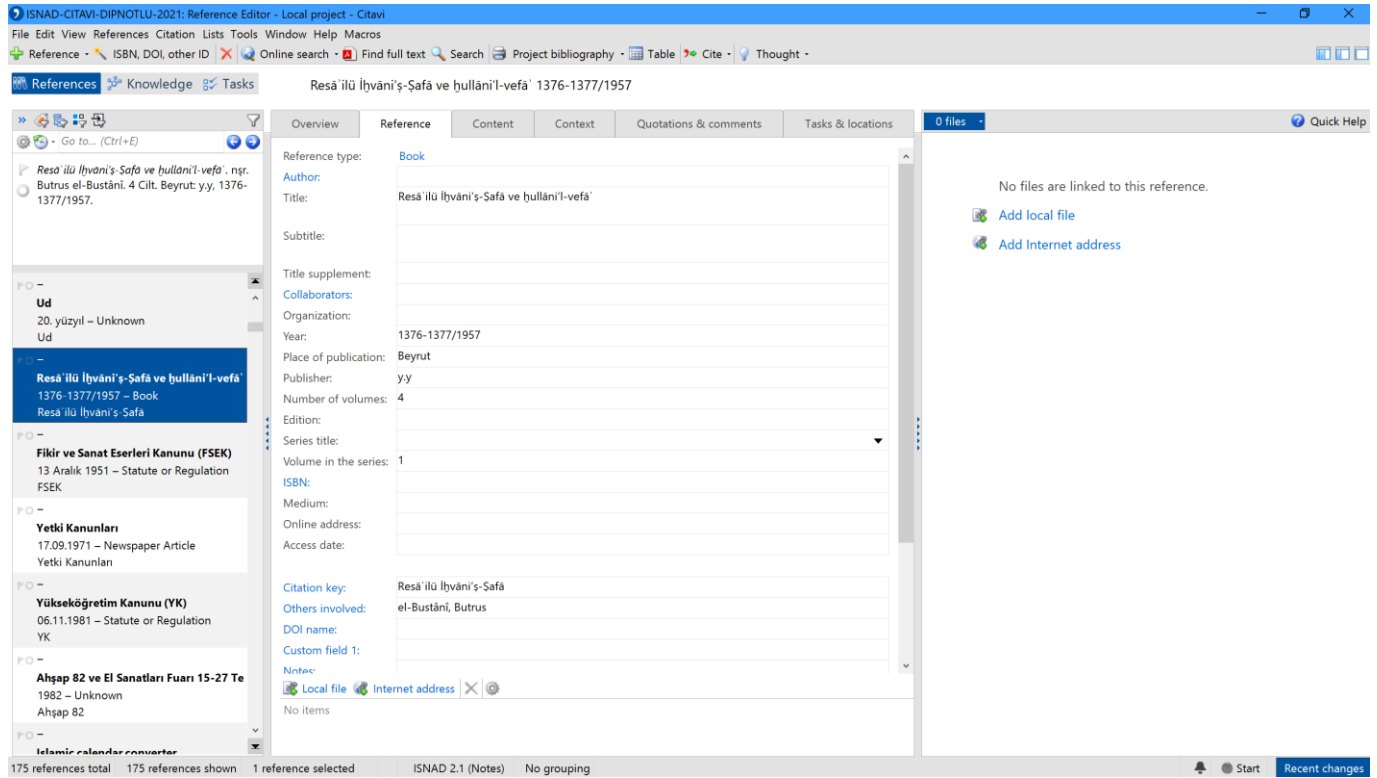 ISNAD-CITAVI-DIPNOTLU-2021: Reference Editor - Local project - Citavi
File Edit View References Citation Lists Tools Window Help Macros
Reference ISBN, DOI, other ID Online search Find full text Search Project bibliography Table Cite Thought
References Knowledge Tasks
Resāʾilü İḫvâni’ṣ-Ṣafâ ve ḫullâni’l-vefâʾ 1376-1377/1957
Go to... (Ctrl+E)
Resāʾilü İḫvâni’ṣ-Ṣafâ ve ḫullâni’l-vefâʾ. nşr.
Butrus el-Bustânî. 4 Cilt. Beyrut: y.y, 1376-
1377/1957.
Ud
20. yüzyıl – Unknown
Ud
Resāʾilü İḫvâni’ṣ-Ṣafâ ve ḫullâni’l-vefâʾ
1376-1377/1957 – Book
Resāʾilü İḫvâni’ṣ-Ṣafâ
Fikir ve Sanat Eserleri Kanunu (FSEK)
13 Aralık 1951 – Statute or Regulation
FSEK
Yetki Kanunları
17.09.1971 – Newspaper Article
Yetki Kanunları
Yükseköğretim Kanunu (YK)
06.11.1981 – Statute or Regulation
YK
Ahşap 82 ve El Sanatları Fuarı 15-27 Te
1982 – Unknown
Ahşap 82
Islamic calendar converter
Overview Reference Content Context Quotations & comments Tasks & locations
Reference type: Book
Author:
Title: Resāʾilü İḫvâni’ṣ-Ṣafâ ve ḫullâni’l-vefâʾ
Subtitle:
Title supplement:
Collaborators:
Organization:
Year: 1376-1377/1957
Place of publication: Beyrut
Publisher: y.y
Number of volumes: 4
Edition:
Series title:
Volume in the series: 1
ISBN:
Medium:
Online address:
Access date:
Citation key: Resāʾilü İḫvâni’ṣ-Ṣafâ
Others involved: el-Bustânî, Butrus
DOI name:
Custom field 1:
Notes:
Local file Internet address
No items
0 files Quick Help
No files are linked to this reference.
Add local file
Add Internet address
175 references total 175 references shown 1 reference selected ISNAD 2.1 (Notes) No grouping Start Recent changes